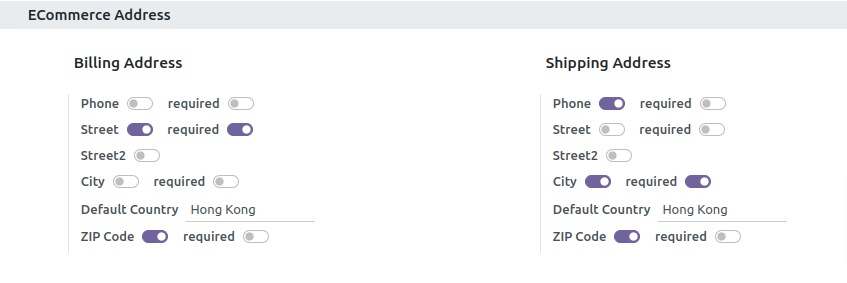 ECommerce Address
Billing Address
Phone required
Street required
Street2
City required
Default Country Hong Kong
ZIP Code required
Shipping Address
Phone required
Street required
Street2
City required
Default Country Hong Kong
ZIP Code required